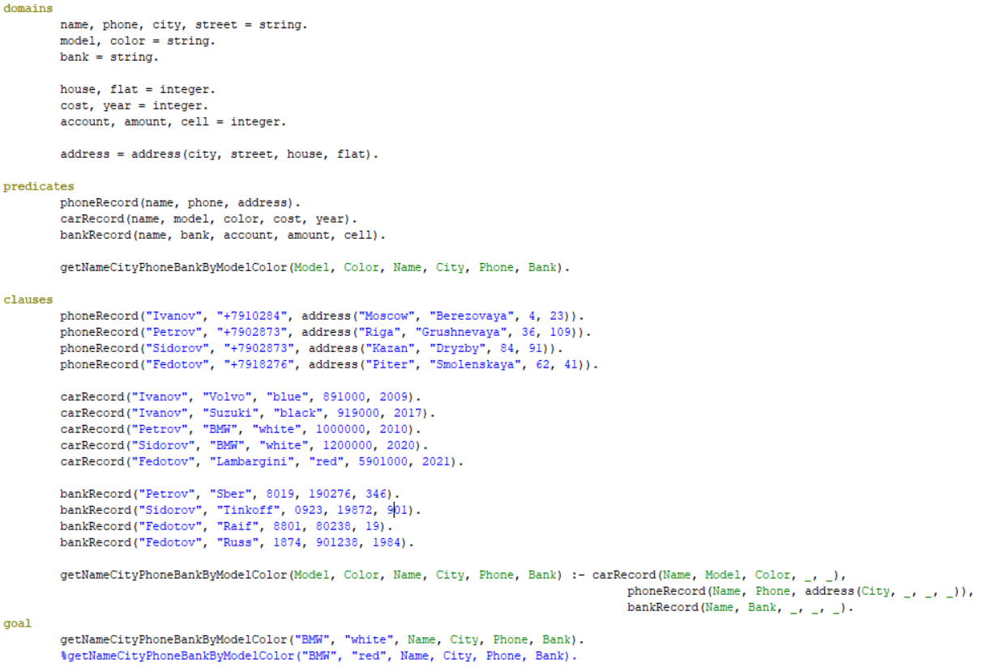 domains
name, phone, city, street = string.
model, color = string.
bank = string.
house, flat = integer.
cost, year = integer.
account, amount, cell = integer.
address = address(city, street, house, flat).
predicates
phoneRecord(name, phone, address).
carRecord(name, model, color, cost, year).
bankRecord(name, bank, account, amount, cell).
getNameCityPhoneBankByModelColor(Model, Color, Name, City, Phone, Bank).
clauses
phoneRecord("Ivanov", "+7910284", address("Moscow", "Berezovaya", 4, 23)).
phoneRecord("Petrov", "+7902873", address("Riga", "Grushnevaya", 36, 109)).
phoneRecord("Sidorov", "+7902873", address("Kazan", "Dryzby", 84, 91)).
phoneRecord("Fedotov", "+7918276", address("Piter", "Smolenskaya", 62, 41)).
carRecord("Ivanov", "Volvo", "blue", 891000, 2009).
carRecord("Ivanov", "Suzuki", "black", 919000, 2017).
carRecord("Petrov", "BMW", "white", 1000000, 2010).
carRecord("Sidorov", "BMW", "white", 1200000, 2020).
carRecord("Fedotov", "Lambargini", "red", 5901000, 2021).
bankRecord("Petrov", "Sber", 8019, 190276, 346).
bankRecord("Sidorov", "Tinkoff", 0923, 19872, 901).
bankRecord("Fedotov", "Raif", 8801, 80238, 19).
bankRecord("Fedotov", "Russ", 1874, 901238, 1984).
getNameCityPhoneBankByModelColor(Model, Color, Name, City, Phone, Bank) :- carRecord(Name, Model, Color, _, _),
phoneRecord(Name, Phone, address(City, _, _, _)),
bankRecord(Name, Bank, _, _, _).
goal
getNameCityPhoneBankByModelColor("BMW", "white", Name, City, Phone, Bank).
%getNameCityPhoneBankByModelColor("BMW", "red", Name, City, Phone, Bank).